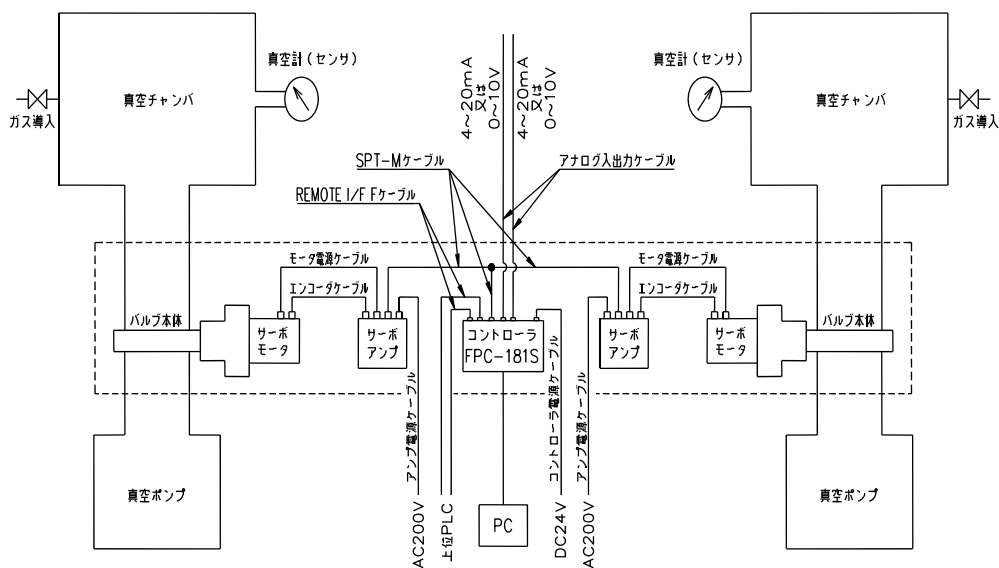 真空計(センサ)
真空チャンバ
ガス導入
4~20mA
又は
0~10V
4~20mA
又は
0~10V
真空計(センサ)
真空チャンバ
ガス導入
SPT-Mケーブル
アナログ入出力ケーブル
REMOTE I/F Fケーブル
モータ電源ケーブル
エンコーダケーブル
モータ電源ケーブル
エンコーダケーブル
バルブ本体
サーボ
モータ
サーボ
アンプ
コントローラ
FPC-181S
サーボ
アンプ
サーボ
モータ
バルブ本体
アンプ電源ケーブル
コントローラ電源ケーブル
アンプ電源ケーブル
真空ポンプ
AC200V
上位PLC
PC
DC24V
AC200V
真空ポンプ